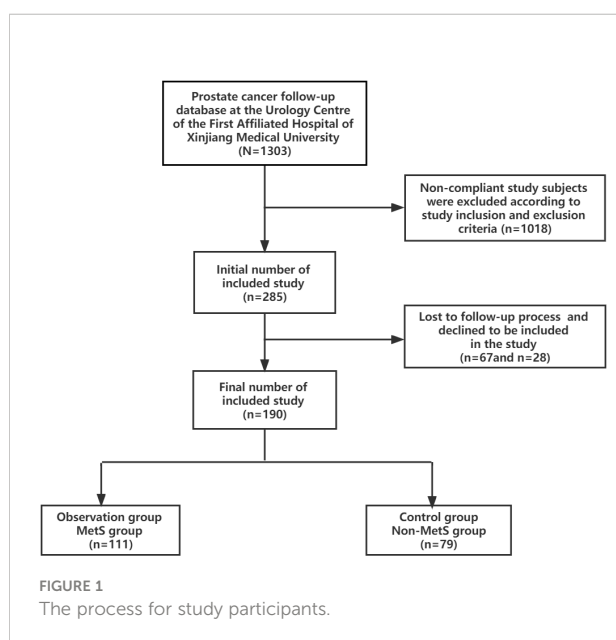 Prostate cancer follow-up
database at the Urology Centre
of the First Affiliated Hospital of
Xinjiang Medical University
(N=1303)
Non-compliant study subjects
were excluded according to
study inclusion and exclusion
criteria (n=1018)
Initial number of
included study
(n=285)
Lost to follow-up process and
declined to be included
in the study
(n=67and n=28)
Final number of
included study
(n=190)
Observation group
MetS group
(n=111)
Control group
Non-MetS group
(n=79)
FIGURE 1
The process for study participants.